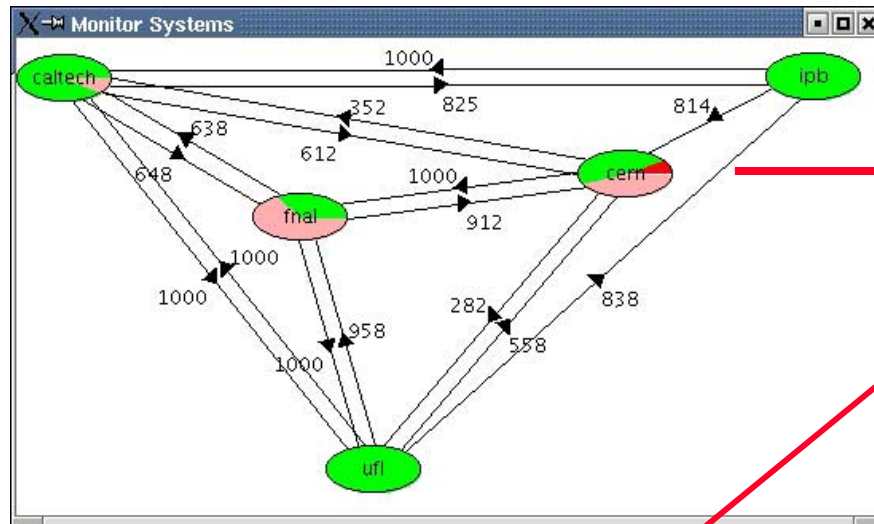 Monitor Systems
1000
caltech
ipb
352
825
814
638
612
648
1000
cern
fnal
912
1000
1000
282
838
958
558
1000
ufl